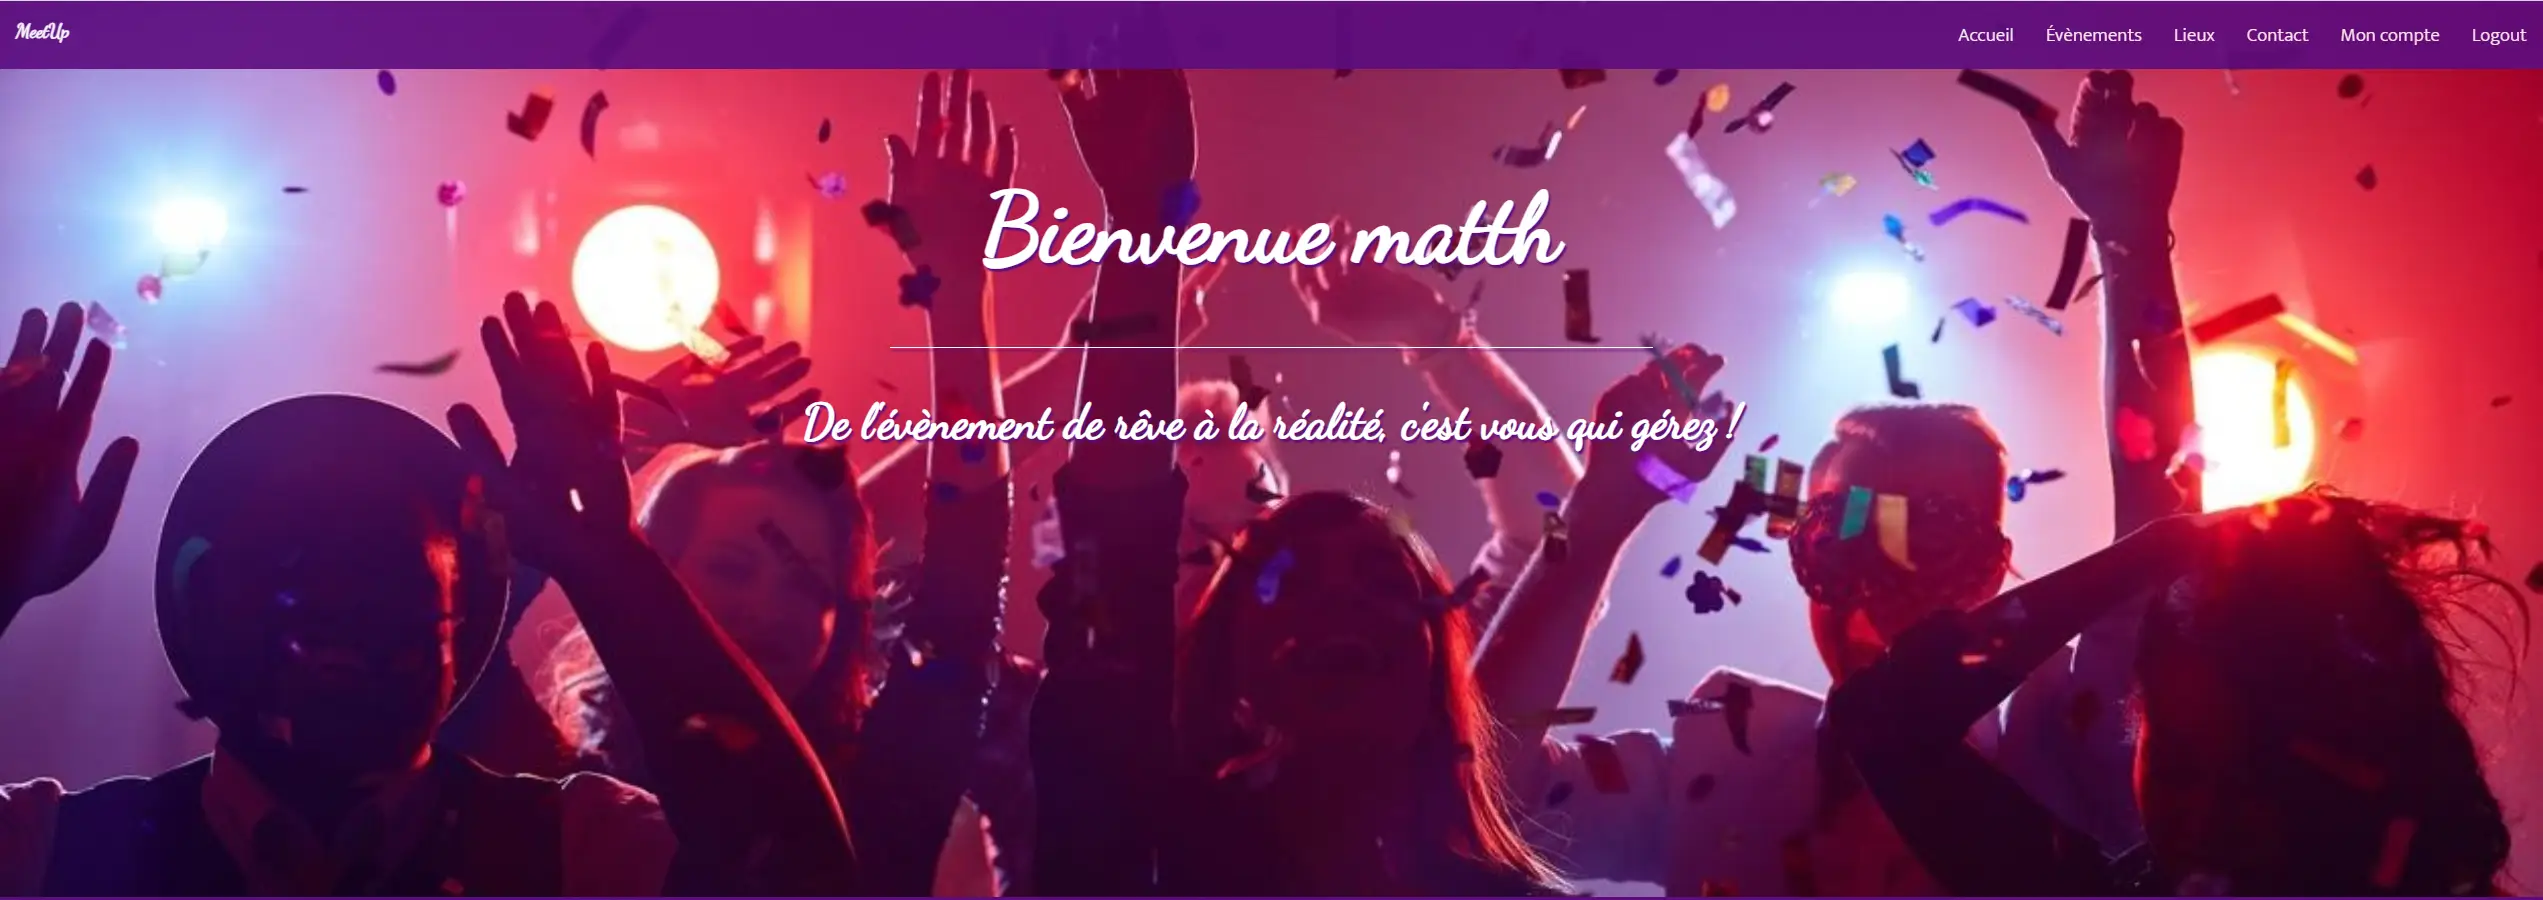 MeetUp
Accueil Évènements Lieux Contact Mon compte Logout
Bienvenue matth
De l'évènement de rêve à la réalité, c'est vous qui gérez !